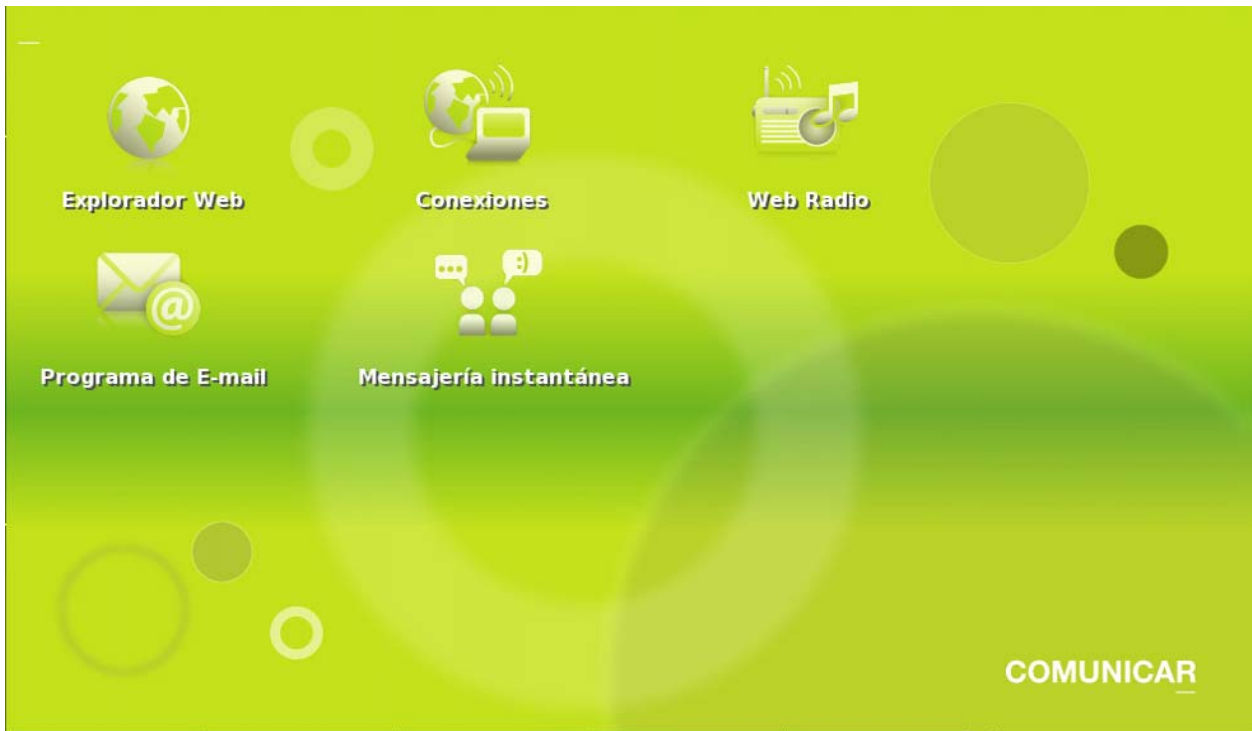 Explorador Web
Conexiones
Web Radio
@
Programa de E-mail
Mensajería instantánea
COMUNICAR